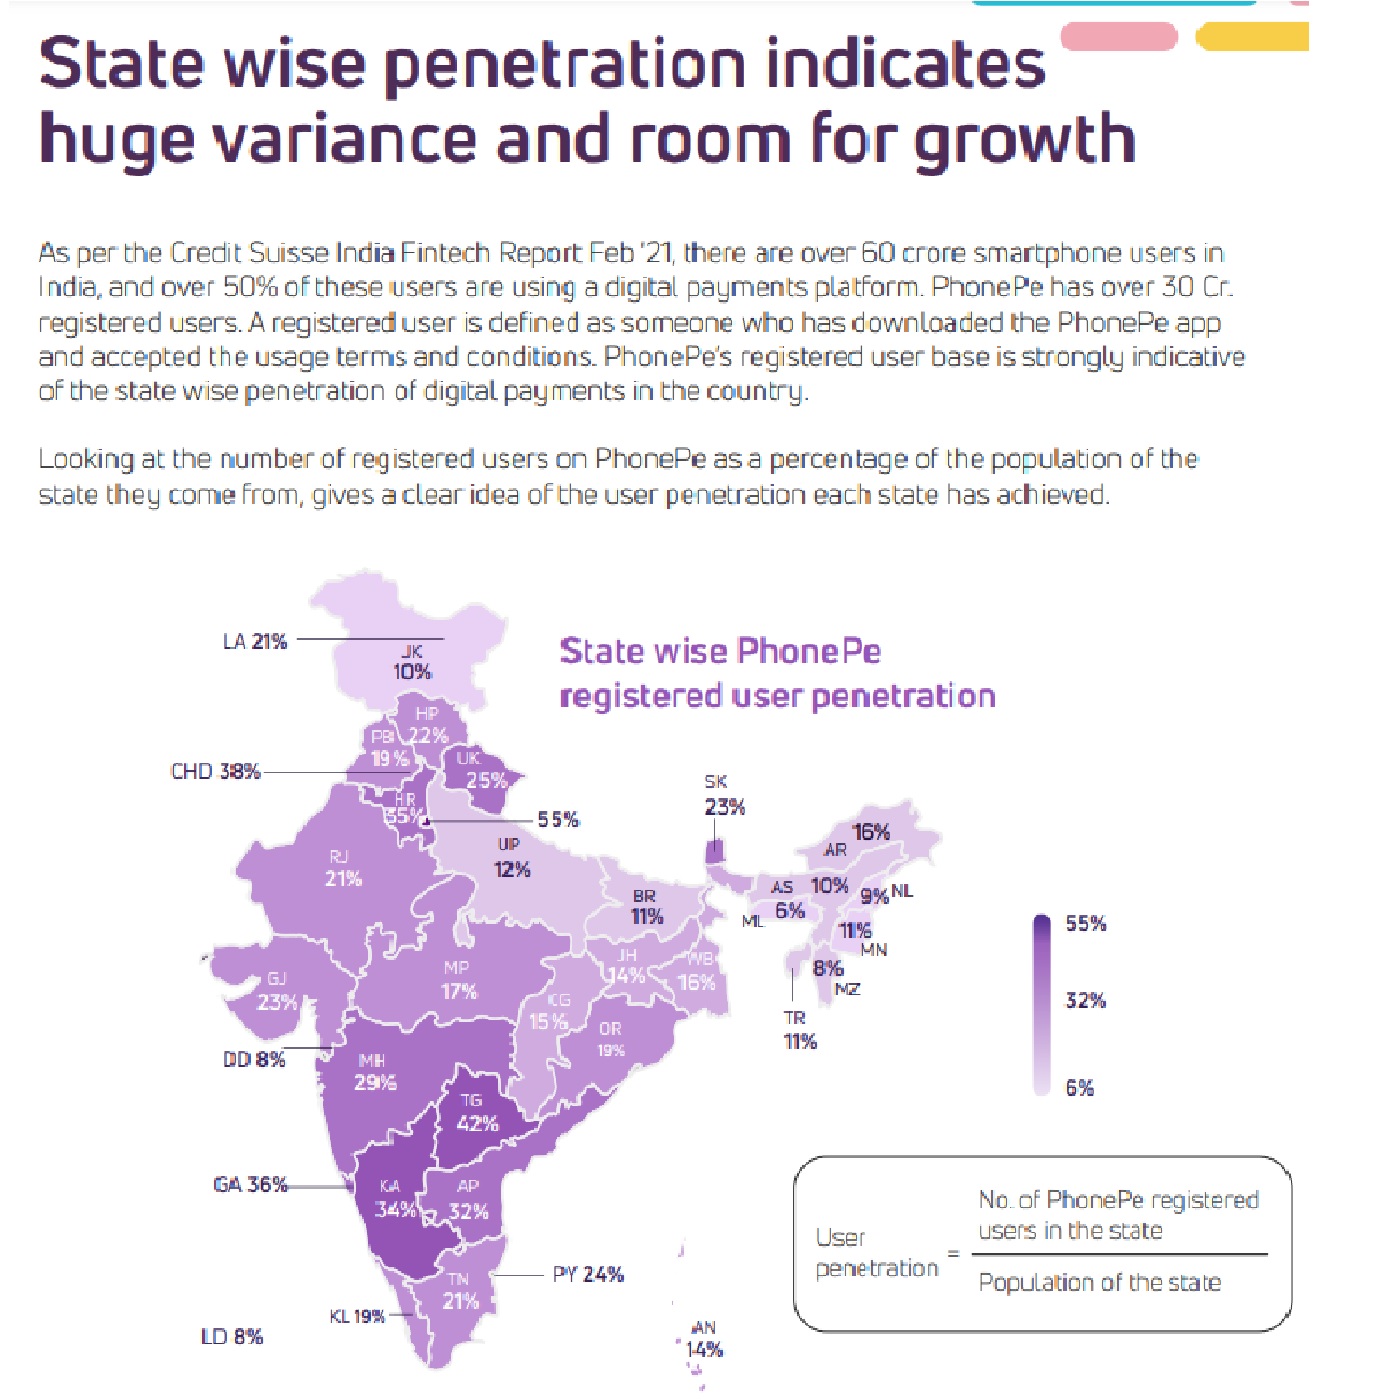 State wise penetration indicates
huge variance and room for growth
As per the Credit Suisse India Fintech Report Feb '21, there are over 60 crore smartphone users in
India, and over 50% of these users are using a digital payments platform. PhonePe has over 30 Cr.
registered users. A registered user is defined as someone who has downloaded the PhonePe app
and accepted the usage terms and conditions. PhonePe's registered user base is strongly indicative
of the state wise penetration of digital payments in the country.
Looking at the number of registered users on PhonePe as a percentage of the population of the
state they come from, gives a clear idea of the user penetration each state has achieved.
State wise PhonePe
registered user penetration
LA 21%
JK
10%
HP
22%
PB
19%
CHD 38%
UK
25%
HR
35%
55%
SK
23%
RJ
21%
UP
12%
BR
11%
16%
AR
AS 10%
9% NL
ML 6%
11%
MN
8%
MZ
TR
11%
GJ
23%
MP
17%
JH
14%
WB
16%
CG
15%
OR
19%
DD 8%
MH
29%
TG
42%
GA 36%
KA
34%
AP
32%
PY 24%
TN
21%
KL 19%
LD 8%
AN
14%
55%
32%
6%
User
penetration
=
No. of PhonePe registered
users in the state
Population of the state